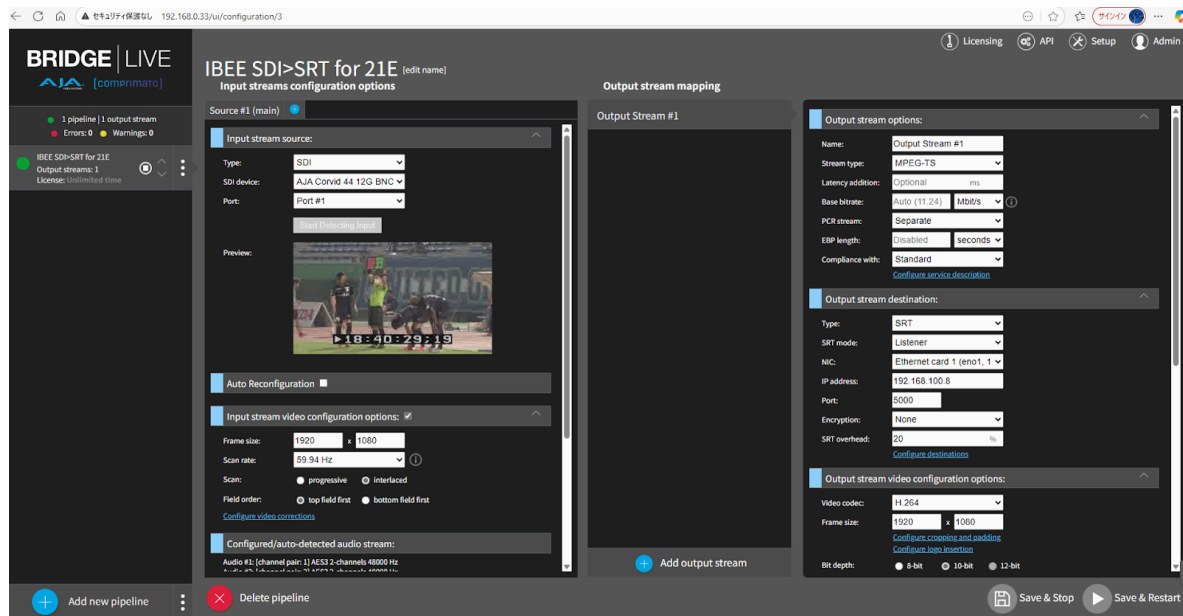 セキュリティ保護なし 192.168.0.33/ui/configuration/3
サインイン
BRIDGE LIVE
AJA [comprimato]
Licensing API Setup Admin
1 pipeline | 1 output stream
Errors: 0 Warnings: 0
IBEE SDI>SRT for 21E
Output streams: 1
License: Unlimited time
Add new pipeline
IBEE SDI>SRT for 21E [edit name]
Input streams configuration options
Source #1 (main)
Input stream source:
Type: SDI
SDI device: AJA Corvid 44 12G BNC
Port: Port #1
Start Detecting Input
Preview:
18:40:29;19
Auto Reconfiguration
Input stream video configuration options:
Frame size: 1920 x 1080
Scan rate: 59.94 Hz
Scan: progressive interlaced
Field order: top field first bottom field first
Configure video corrections
Configured/auto-detected audio stream:
Audio #1: [channel pair: 1] AES3 2-channels 48000 Hz
Audio #2: [channel pair: 2] AES3 2-channels 48000 Hz
Delete pipeline
Output stream mapping
Output Stream #1
Add output stream
Output stream options:
Name: Output Stream #1
Stream type: MPEG-TS
Latency addition: Optional ms
Base bitrate: Auto (11.24) Mbit/s
PCR stream: Separate
EBP length: Disabled seconds
Compliance with: Standard
Configure service description
Output stream destination:
Type: SRT
SRT mode: Listener
NIC: Ethernet card 1 (eno1, 1
IP address: 192.168.100.8
Port: 5000
Encryption: None
SRT overhead: 20 %
Configure destinations
Output stream video configuration options:
Video codec: H.264
Frame size: 1920 x 1080
Configure cropping and padding
Configure logo insertion
Bit depth: 8-bit 10-bit 12-bit
Save & Stop Save & Restart